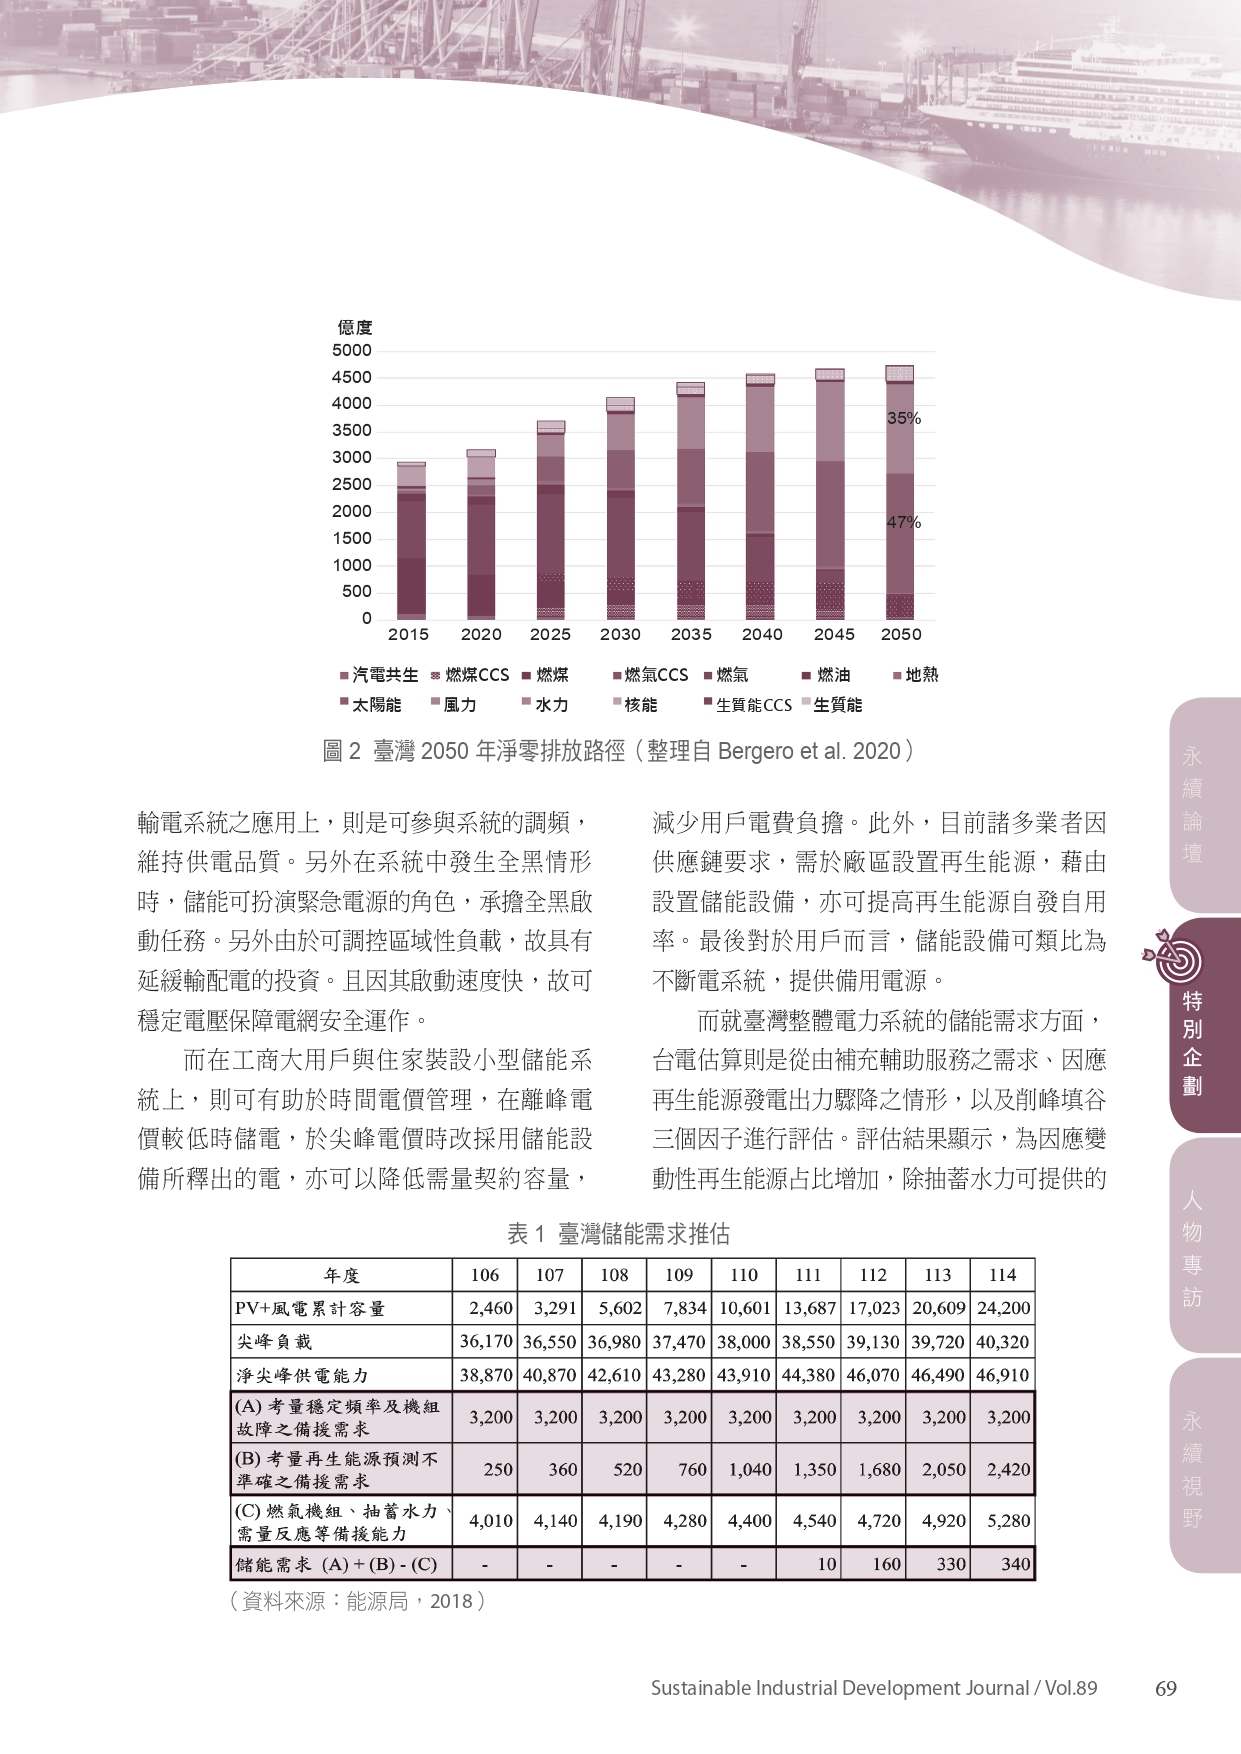 億度
5000
4500
4000
3500
3000
2500
2000
1500
1000
500
0
35%
47%
2015 2020 2025 2030 2035 2040 2045 2050
汽電共生 燃煤CCS 燃煤 燃氣CCS 燃氣 燃油 地熱
太陽能 風力 水力 核能 生質能CCS 生質能
圖 2 臺灣 2050 年淨零排放路徑（整理自 Bergero et al. 2020）
輸電系統之應用上，則是可參與系統的調頻，
維持供電品質。另外在系統中發生全黑情形
時，儲能可扮演緊急電源的角色，承擔全黑啟
動任務。另外由於可調控區域性負載，故具有
延緩輸配電的投資。且因其啟動速度快，故可
穩定電壓保障電網安全運作。
而在工商大用戶與住家裝設小型儲能系
統上，則可有助於時間電價管理，在離峰電
價較低時儲電，於尖峰電價時改採用儲能設
備所釋出的電，亦可以降低需量契約容量，
減少用戶電費負擔。此外，目前諸多業者因
供應鏈要求，需於廠區設置再生能源，藉由
設置儲能設備，亦可提高再生能源自發自用
率。最後對於用戶而言，儲能設備可類比為
不斷電系統，提供備用電源。
而就臺灣整體電力系統的儲能需求方面，
台電估算則是從由補充輔助服務之需求、因應
再生能源發電出力驟降之情形，以及削峰填谷
三個因子進行評估。評估結果顯示，為因應變
動性再生能源占比增加，除抽蓄水力可提供的
表 1 臺灣儲能需求推估
年度 106 107 108 109 110 111 112 113 114
PV+風電累計容量 2,460 3,291 5,602 7,834 10,601 13,687 17,023 20,609 24,200
尖峰負載 36,170 36,550 36,980 37,470 38,000 38,550 39,130 39,720 40,320
淨尖峰供電能力 38,870 40,870 42,610 43,280 43,910 44,380 46,070 46,490 46,910
(A) 考量穩定頻率及機組
故障之備援需求 3,200 3,200 3,200 3,200 3,200 3,200 3,200 3,200 3,200
(B) 考量再生能源預測不
準確之備援需求 250 360 520 760 1,040 1,350 1,680 2,050 2,420
(C) 燃氣機組、抽蓄水力、
需量反應等備援能力 4,010 4,140 4,190 4,280 4,400 4,540 4,720 4,920 5,280
儲能需求 (A) + (B) - (C) - - - - - 10 160 330 340
（資料來源：能源局，2018）
永續論壇
特別企劃
人物專訪
永續視野
Sustainable Industrial Development Journal / Vol.89 69